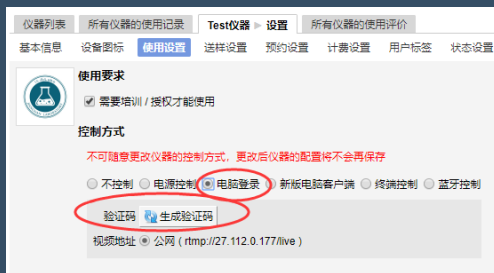 仪器列表 所有仪器的使用记录 Test仪器 ▶ 设置 所有仪器的使用评价
基本信息 设备图标 使用设置 送样设置 预约设置 计费设置 用户标签 状态设置
使用要求
需要培训 / 授权才能使用
控制方式
不可随意更改仪器的控制方式，更改后仪器的配置将不会再保存
不控制 电源控制 电脑登录 新版电脑客户端 终端控制 蓝牙控制
验证码 生成验证码
视频地址 公网 ( rtmp://27.112.0.177/live )